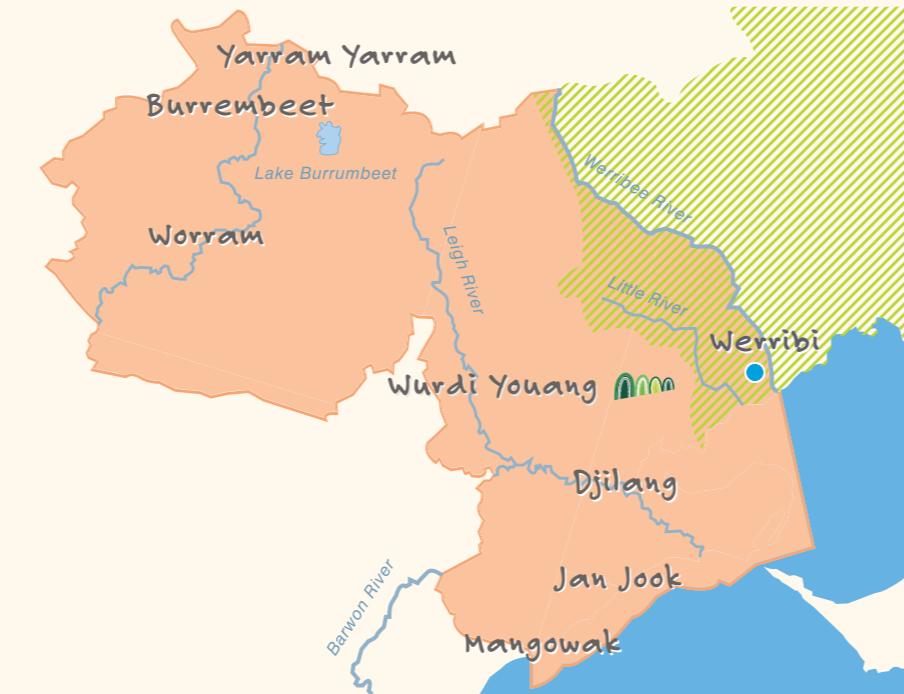 Yarram Yarram
Burrembeet
Lake Burrumbeet
Werribee River
Worram
Leigh River
Little River
Werribi
Wurdi Youang
Djilang
Jan Jook
Barwon River
Mangowak